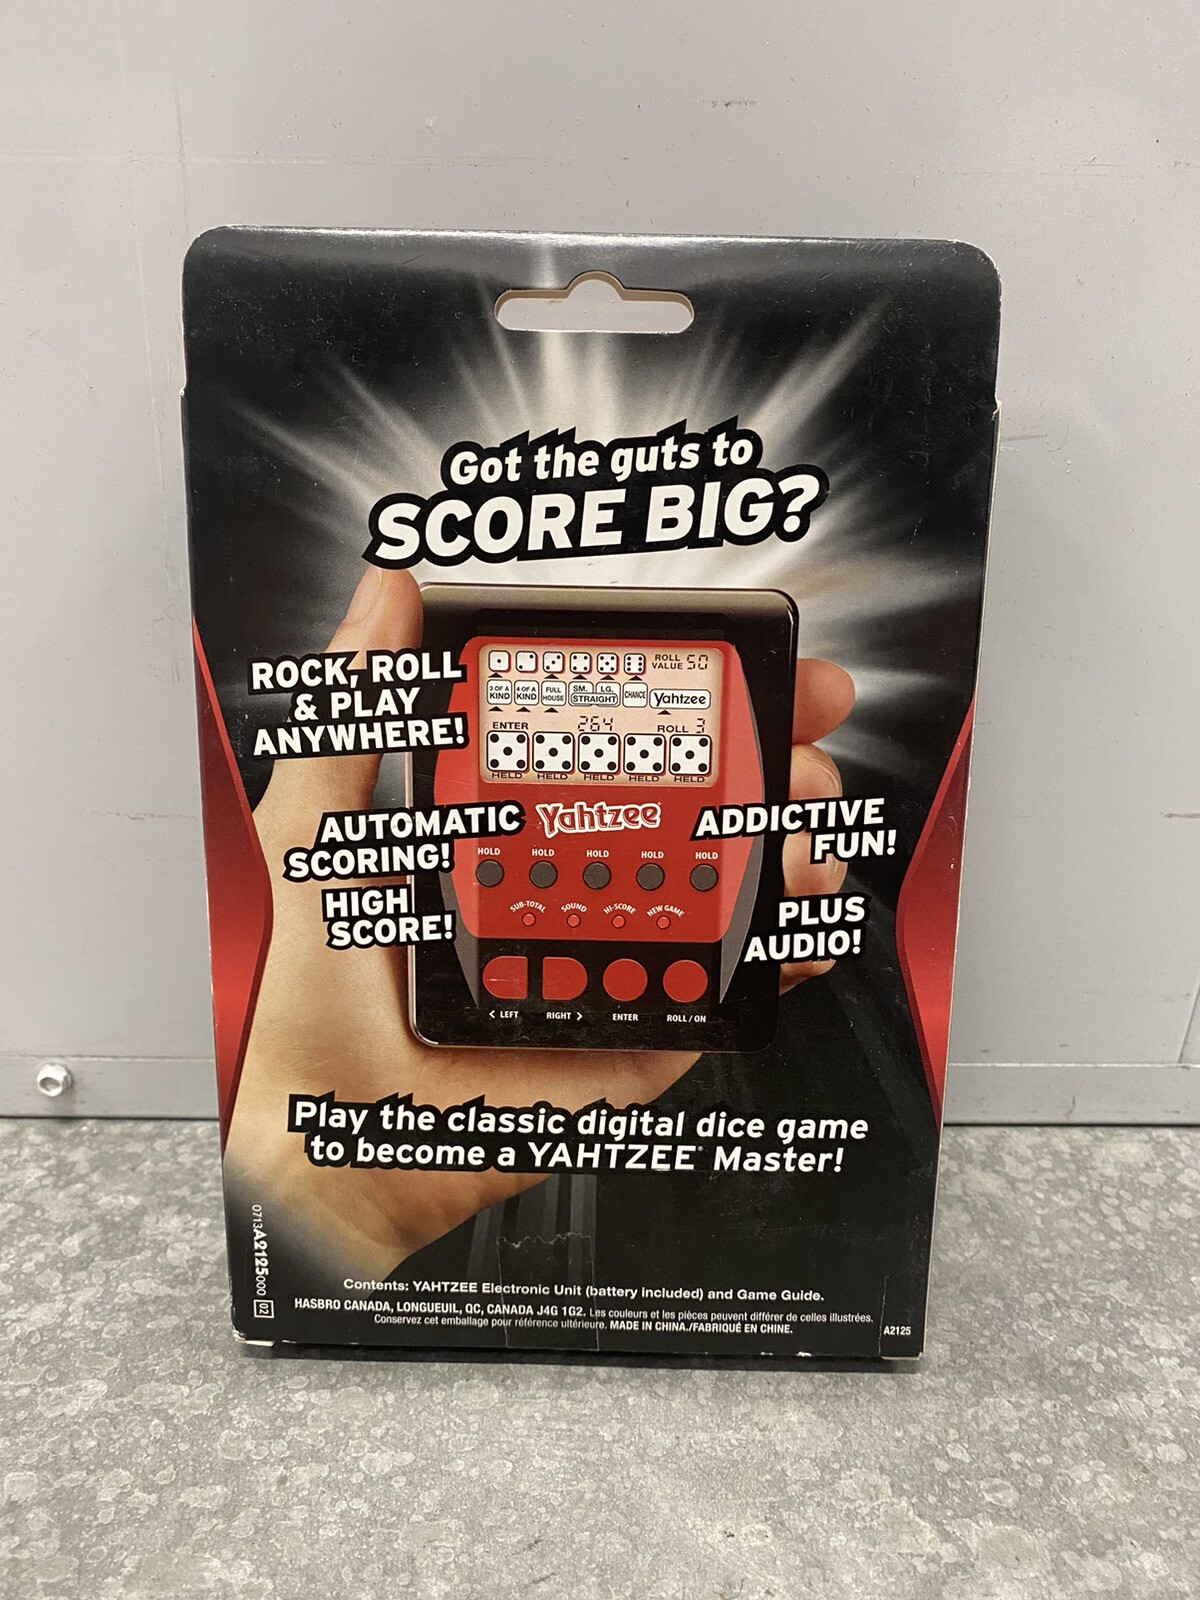 Got the guts to
SCORE BIG?
ROCK, ROLL
& PLAY
ANYWHERE!
AUTOMATIC
SCORING!
HIGH
SCORE!
ADDICTIVE
FUN!
PLUS
AUDIO!
ROLL
VALUE 50
3 OF A
KIND
4 OF A
KIND
FULL
HOUSE
SM. LG.
STRAIGHT
CHANCE
Yahtzee
ENTER 264 ROLL 3
HELD HELD HELD HELD HELD
Yahtzee
HOLD HOLD HOLD HOLD HOLD
SUB-TOTAL SOUND HI-SCORE NEW GAME
< LEFT RIGHT > ENTER ROLL / ON
Play the classic digital dice game
to become a YAHTZEE® Master!
0713A2125000 02
Contents: YAHTZEE Electronic Unit (battery included) and Game Guide.
HASBRO CANADA, LONGUEUIL, QC, CANADA J4G 1G2. Les couleurs et les pièces peuvent différer de celles illustrées.
Conservez cet emballage pour référence ultérieure. MADE IN CHINA./FABRIQUÉ EN CHINE.
A2125